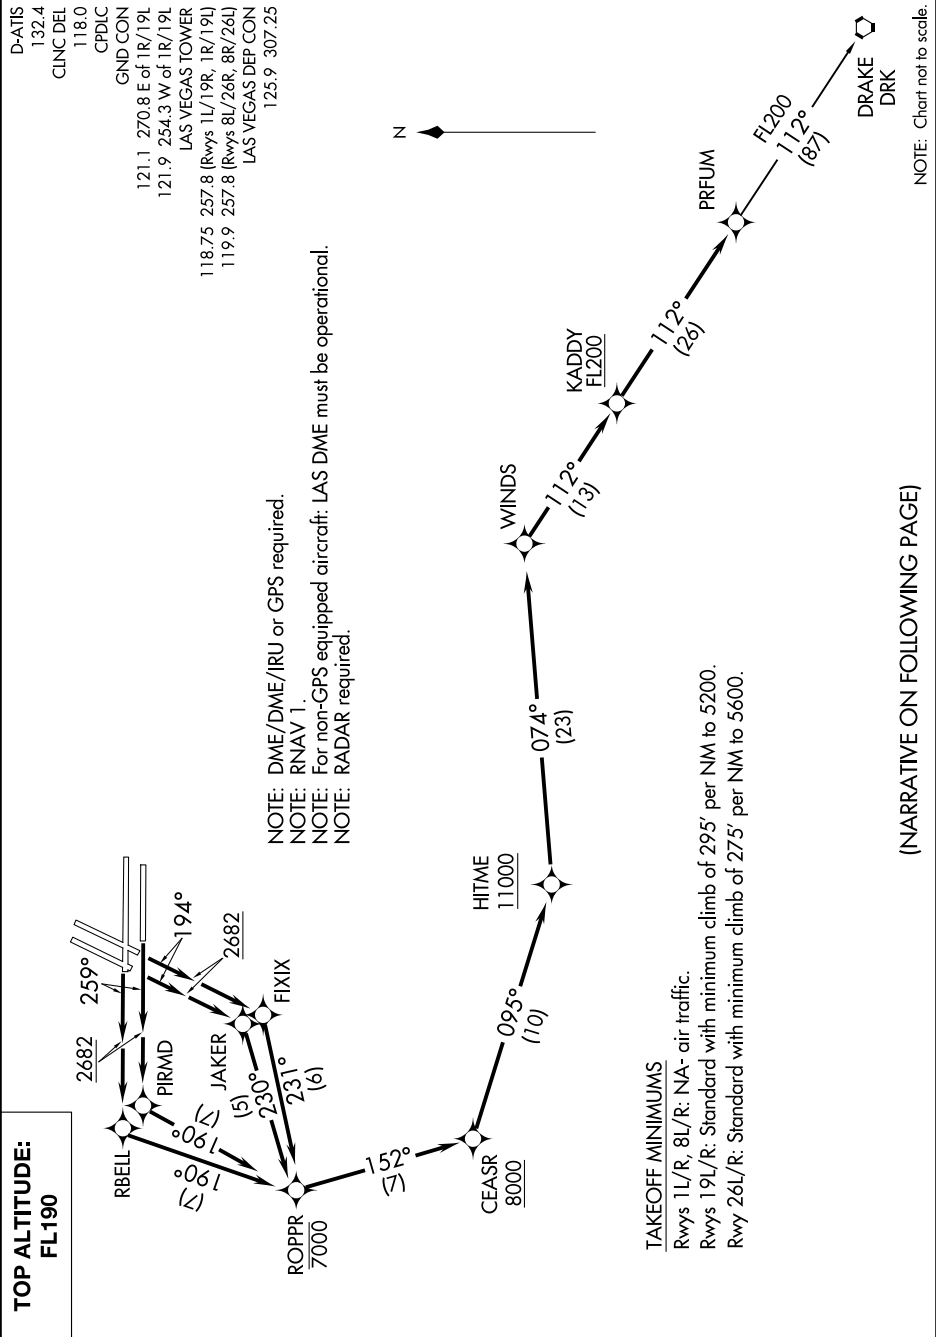 TOP ALTITUDE:
FL190
D-ATIS
132.4
CLNC DEL
118.0
CPDLC
GND CON
121.1 270.8 E of 1R/19L
121.9 254.3 W of 1R/19L
LAS VEGAS TOWER
118.75 257.8 (Rwys 1L/19R, 1R/19L)
119.9 257.8 (Rwys 8L/26R, 8R/26L)
LAS VEGAS DEP CON
125.9 307.25
2682
259°
194°
2682
RBELL
PIRMD
JAKER
FIXIX
190°
(7)
190°
(7)
(5)
230°
231°
(6)
ROPPR
7000
NOTE: DME/DME/IRU or GPS required.
NOTE: RNAV 1.
NOTE: For non-GPS equipped aircraft: LAS DME must be operational.
NOTE: RADAR required.
N
152°
(7)
CEASR
8000
095°
(10)
HITME
11000
074°
(23)
WINDS
112°
(13)
KADDY
FL200
112°
(26)
PRFUM
FL200
112°
(87)
DRAKE
DRK
TAKEOFF MINIMUMS
Rwys 1L/R, 8L/R: NA- air traffic.
Rwys 19L/R: Standard with minimum climb of 295' per NM to 5200.
Rwy 26L/R: Standard with minimum climb of 275' per NM to 5600.
(NARRATIVE ON FOLLOWING PAGE)
NOTE: Chart not to scale.